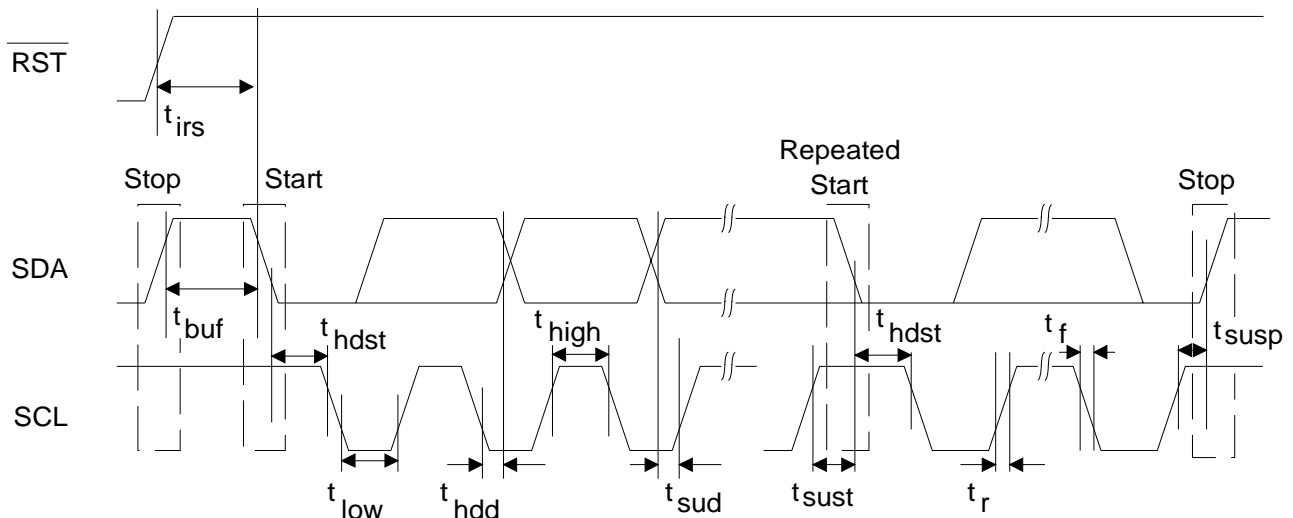 RST
t irs
Repeated
Stop Start Start Stop
SDA
t buf t hdst t high t hdst t f t susp
SCL
t low t hdd t sud t sust t r